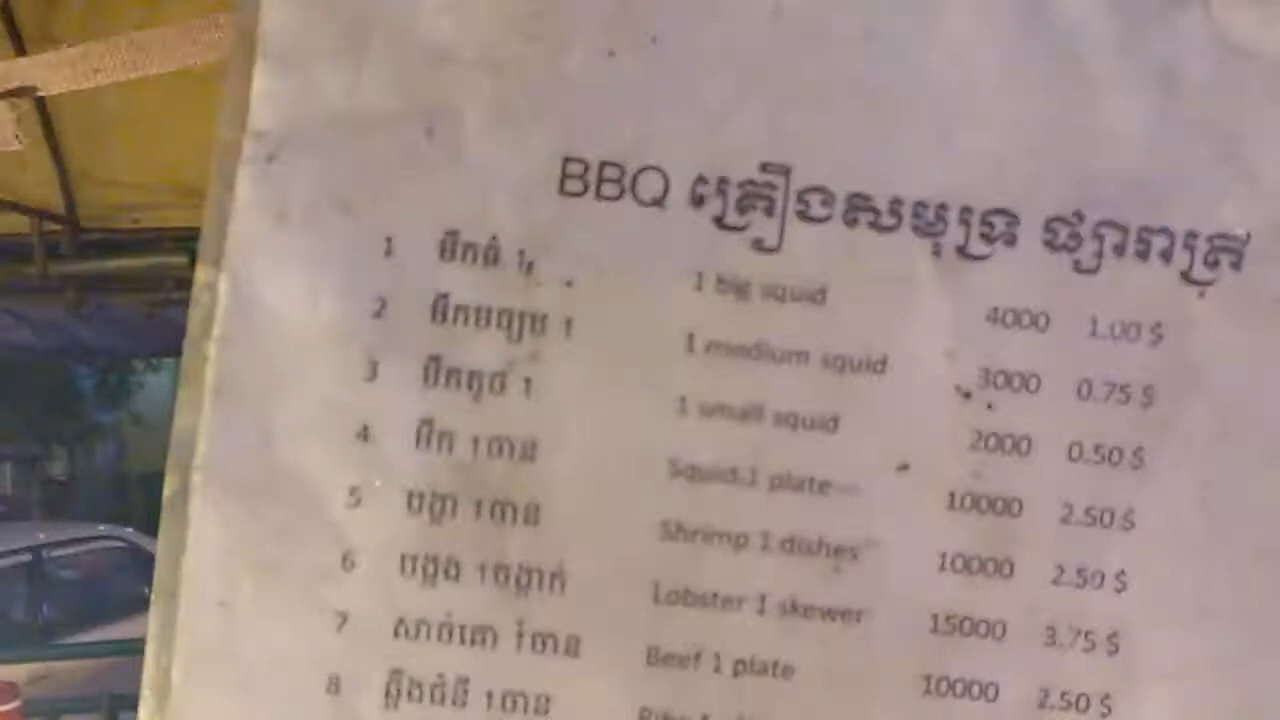 BBQ គ្រឿងសមុទ្រ ផ្សារាត្រី
1 មឹកធំ 1 1 big squid 4000 1.00 $
2 មឹកមធ្យម 1 1 medium squid 3000 0.75 $
3 មឹកតូច 1 1 small squid 2000 0.50 $
4 មឹក 1ចាន Squid 1 plate 10000 2.50 $
5 បង្គា 1ចាន Shrimp 1 dishes 10000 2.50 $
6 បង្កង 1ចង្កាក់ Lobster 1 skewer 15000 3.75 $
7 សាច់គោ 1ចាន Beef 1 plate 10000 2.50 $
8 ឆ្អឹងជំនី 1ចាន